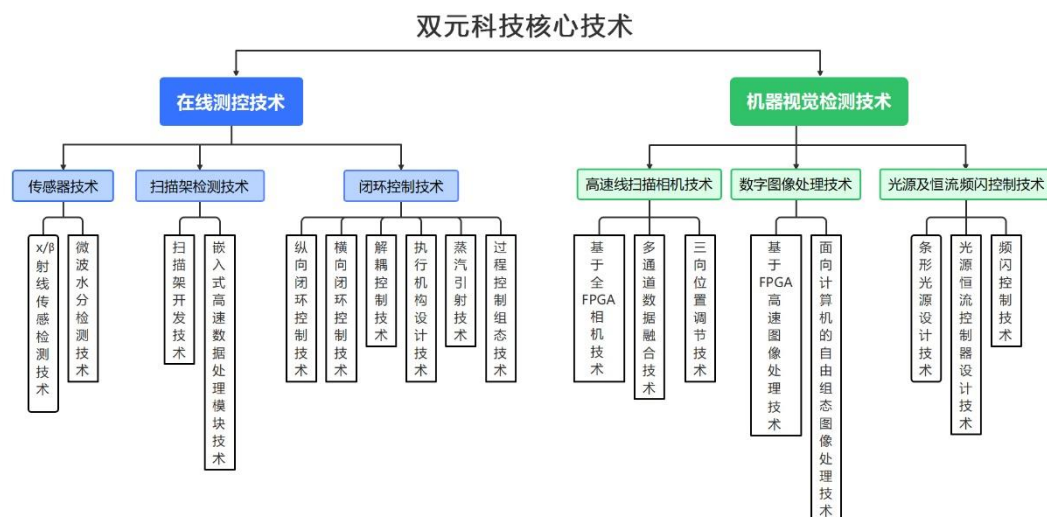 双元科技核心技术
在线测控技术
机器视觉检测技术
传感器技术
扫描架检测技术
闭环控制技术
高速线扫描相机技术
数字图像处理技术
光源及恒流频闪控制技术
x/β射线传感检测技术
微波水分检测技术
扫描架开发技术
嵌入式高速数据处理模块技术
纵向闭环控制技术
横向闭环控制技术
解耦控制技术
执行机构设计技术
蒸汽引射技术
过程控制组态技术
基于全FPGA相机技术
多通道数据融合技术
三向位置调节技术
基于FPGA高速图像处理技术
面向计算机的自由组态图像处理技术
条形光源设计技术
光源恒流控制器设计技术
频闪控制技术